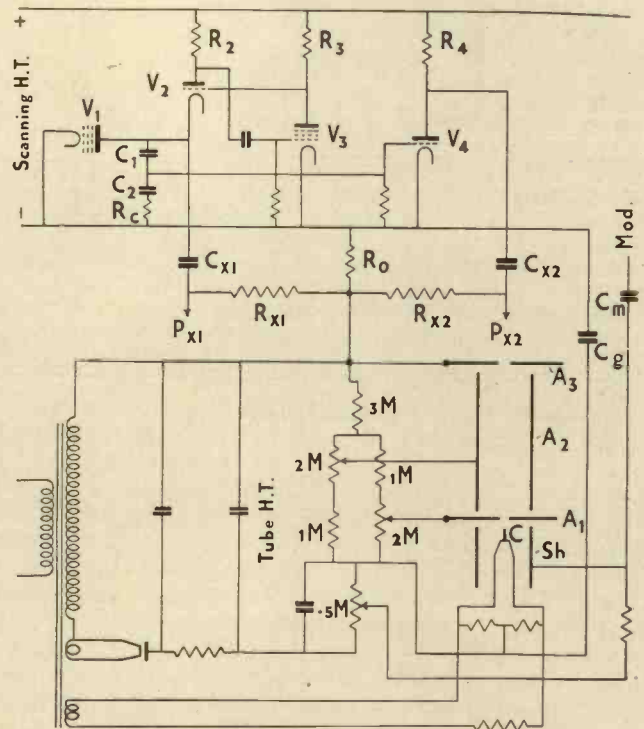 +
R2
R3
R4
V2
Scanning H.T.
V1
V3
V4
C1
C2
Rc
−
Mod.
CX1
Ro
CX2
Cm
RX1
RX2
PX1
PX2
Cg
A3
3M
A2
2M
1M
Tube H.T.
1M
2M
A1
C
Sh
.5M